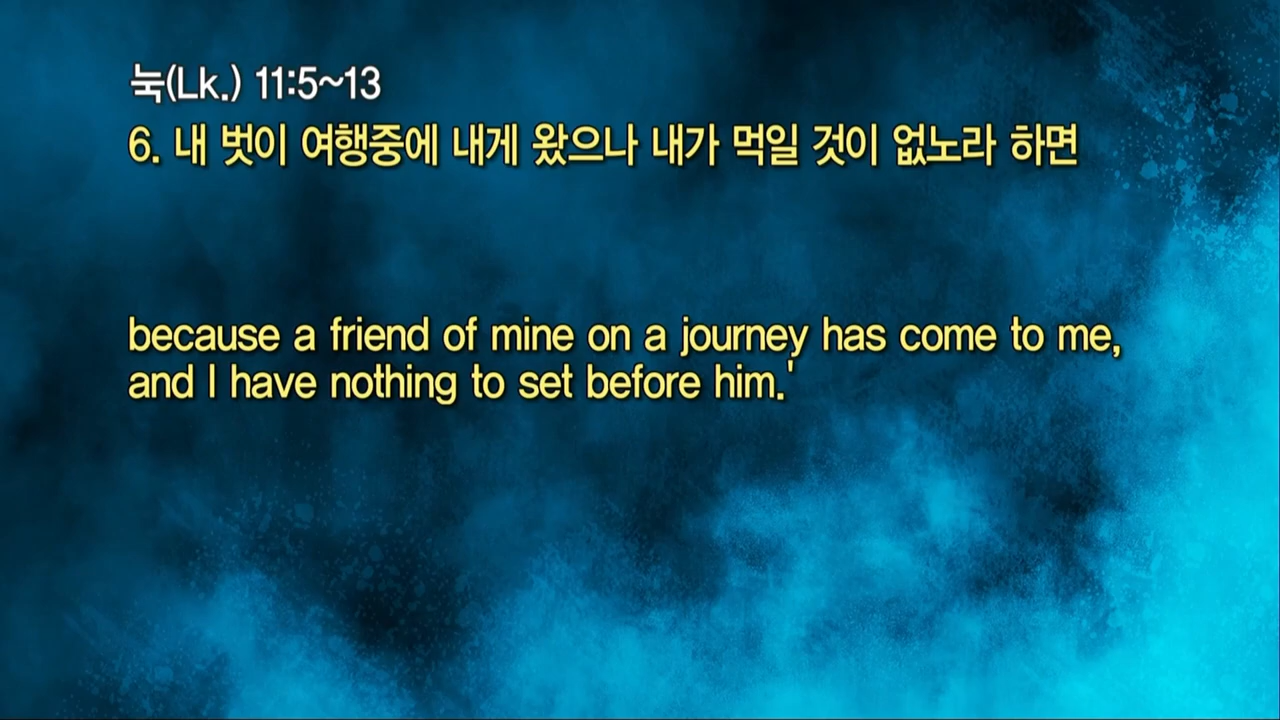 눅(Lk.) 11:5~13
6. 내 벗이 여행중에 내게 왔으나 내가 먹일 것이 없노라 하면
because a friend of mine on a journey has come to me,
and I have nothing to set before him.'